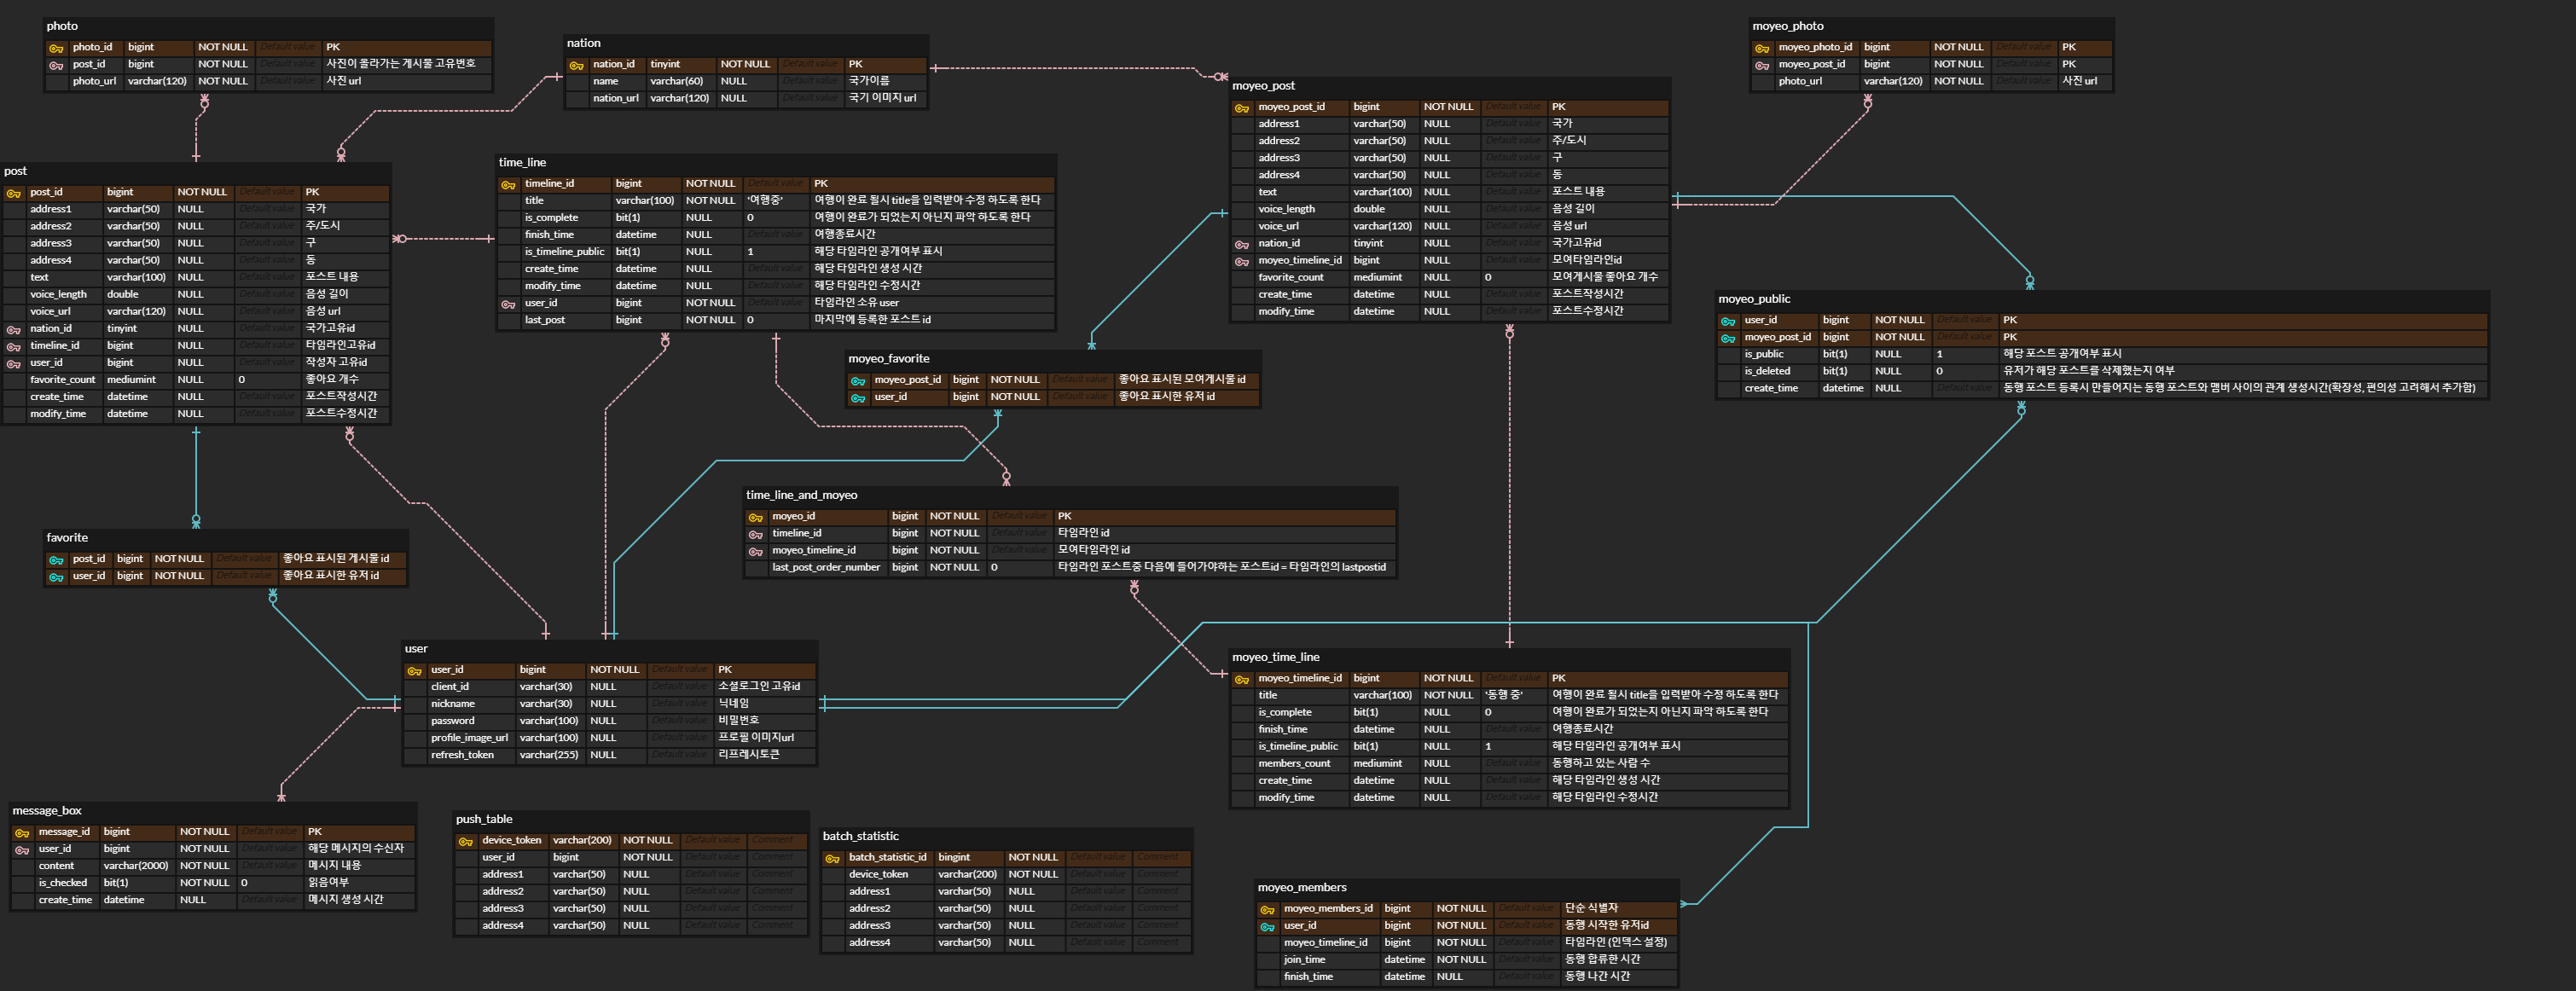 photo
photo_id bigint NOT NULL Default value PK
post_id bigint NOT NULL Default value 사진이 올라가는 게시물 고유번호
photo_url varchar(120) NOT NULL Default value 사진 url
nation
nation_id tinyint NOT NULL Default value PK
name varchar(60) NULL Default value 국가이름
nation_url varchar(120) NULL Default value 국기 이미지 url
moyeo_photo
moyeo_photo_id bigint NOT NULL Default value PK
moyeo_post_id bigint NOT NULL Default value PK
photo_url varchar(120) NOT NULL Default value 사진 url
moyeo_post
moyeo_post_id bigint NOT NULL Default value PK
address1 varchar(50) NULL Default value 국가
address2 varchar(50) NULL Default value 주/도시
address3 varchar(50) NULL Default value 구
address4 varchar(50) NULL Default value 동
text varchar(100) NULL Default value 포스트 내용
voice_length double NULL Default value 음성 길이
voice_url varchar(120) NULL Default value 음성 url
nation_id tinyint NULL Default value 국가고유id
moyeo_timeline_id bigint NULL Default value 모여타임라인id
favorite_count mediumint NULL 0 모여게시물 좋아요 개수
create_time datetime NULL Default value 포스트작성시간
modify_time datetime NULL Default value 포스트수정시간
post
post_id bigint NOT NULL Default value PK
address1 varchar(50) NULL Default value 국가
address2 varchar(50) NULL Default value 주/도시
address3 varchar(50) NULL Default value 구
address4 varchar(50) NULL Default value 동
text varchar(100) NULL Default value 포스트 내용
voice_length double NULL Default value 음성 길이
voice_url varchar(120) NULL Default value 음성 url
nation_id tinyint NULL Default value 국가고유id
timeline_id bigint NULL Default value 타임라인고유id
user_id bigint NULL Default value 작성자 고유id
favorite_count mediumint NULL 0 좋아요 개수
create_time datetime NULL Default value 포스트작성시간
modify_time datetime NULL Default value 포스트수정시간
time_line
timeline_id bigint NOT NULL Default value PK
title varchar(100) NOT NULL '여행중' 여행이 완료 될시 title을 입력받아 수정 하도록 한다
is_complete bit(1) NULL 0 여행이 완료가 되었는지 아닌지 파악 하도록 한다
finish_time datetime NULL Default value 여행종료시간
is_timeline_public bit(1) NULL 1 해당 타임라인 공개여부 표시
create_time datetime NULL Default value 해당 타임라인 생성 시간
modify_time datetime NULL Default value 해당 타임라인 수정시간
user_id bigint NOT NULL Default value 타임라인 소유 user
last_post bigint NOT NULL 0 마지막에 등록한 포스트 id
moyeo_public
user_id bigint NOT NULL Default value PK
moyeo_post_id bigint NOT NULL Default value PK
is_public bit(1) NULL 1 해당 포스트 공개여부 표시
is_deleted bit(1) NULL 0 유저가 해당 포스트를 삭제했는지 여부
create_time datetime NULL Default value 동행 포스트 등록시 만들어지는 동행 포스트와 멤버 사이의 관계 생성시간(확장성, 편의성 고려해서 추가함)
moyeo_favorite
moyeo_post_id bigint NOT NULL Default value 좋아요 표시된 모여게시물 id
user_id bigint NOT NULL Default value 좋아요 표시한 유저 id
time_line_and_moyeo
moyeo_id bigint NOT NULL Default value PK
timeline_id bigint NOT NULL Default value 타임라인 id
moyeo_timeline_id bigint NOT NULL Default value 모여타임라인 id
last_post_order_number bigint NOT NULL 0 타임라인 포스트중 다음에 들어가야하는 포스트id = 타임라인의 lastpostid
favorite
post_id bigint NOT NULL Default value 좋아요 표시된 게시물 id
user_id bigint NOT NULL Default value 좋아요 표시한 유저 id
user
user_id bigint NOT NULL Default value PK
client_id varchar(30) NULL Default value 소셜로그인 고유id
nickname varchar(30) NULL Default value 닉네임
password varchar(100) NULL Default value 비밀번호
profile_image_url varchar(100) NULL Default value 프로필 이미지url
refresh_token varchar(255) NULL Default value 리프레시토큰
moyeo_time_line
moyeo_timeline_id bigint NOT NULL Default value PK
title varchar(100) NOT NULL '동행 중' 여행이 완료 될시 title을 입력받아 수정 하도록 한다
is_complete bit(1) NULL 0 여행이 완료가 되었는지 아닌지 파악 하도록 한다
finish_time datetime NULL Default value 여행종료시간
is_timeline_public bit(1) NULL 1 해당 타임라인 공개여부 표시
members_count mediumint NULL Default value 동행하고 있는 사람 수
create_time datetime NULL Default value 해당 타임라인 생성 시간
modify_time datetime NULL Default value 해당 타임라인 수정시간
message_box
message_id bigint NOT NULL Default value PK
user_id bigint NOT NULL Default value 해당 메시지의 수신자
content varchar(2000) NOT NULL Default value 메시지 내용
is_checked bit(1) NOT NULL 0 읽음여부
create_time datetime NULL Default value 메시지 생성 시간
push_table
device_token varchar(200) NOT NULL Default value Comment
user_id bigint NOT NULL Default value Comment
address1 varchar(50) NULL Default value Comment
address2 varchar(50) NULL Default value Comment
address3 varchar(50) NULL Default value Comment
address4 varchar(50) NULL Default value Comment
batch_statistic
batch_statistic_id bingint NOT NULL Default value Comment
device_token varchar(200) NOT NULL Default value Comment
address1 varchar(50) NULL Default value Comment
address2 varchar(50) NULL Default value Comment
address3 varchar(50) NULL Default value Comment
address4 varchar(50) NULL Default value Comment
moyeo_members
moyeo_members_id bigint NOT NULL Default value 단순 식별자
user_id bigint NOT NULL Default value 동행 시작한 유저id
moyeo_timeline_id bigint NOT NULL Default value 타임라인 (인덱스 설정)
join_time datetime NOT NULL Default value 동행 합류한 시간
finish_time datetime NULL Default value 동행 나간 시간